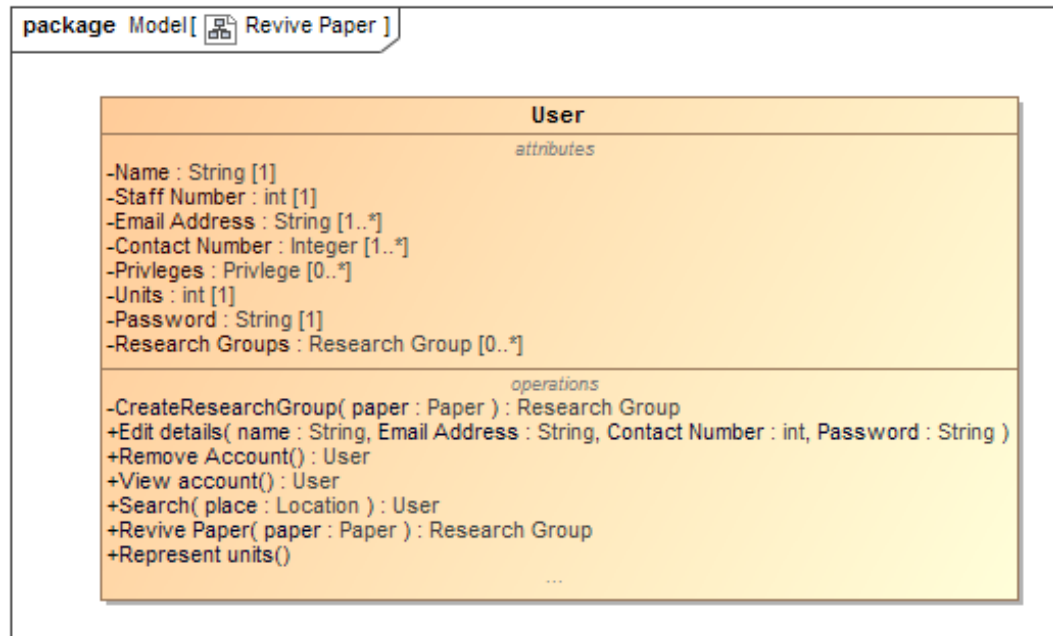 package Model[ Revive Paper ]
User
attributes
-Name : String [1]
-Staff Number : int [1]
-Email Address : String [1..*]
-Contact Number : Integer [1..*]
-Privleges : Privlege [0..*]
-Units : int [1]
-Password : String [1]
-Research Groups : Research Group [0..*]
operations
-CreateResearchGroup( paper : Paper ) : Research Group
+Edit details( name : String, Email Address : String, Contact Number : int, Password : String )
+Remove Account() : User
+View account() : User
+Search( place : Location ) : User
+Revive Paper( paper : Paper ) : Research Group
+Represent units()
...